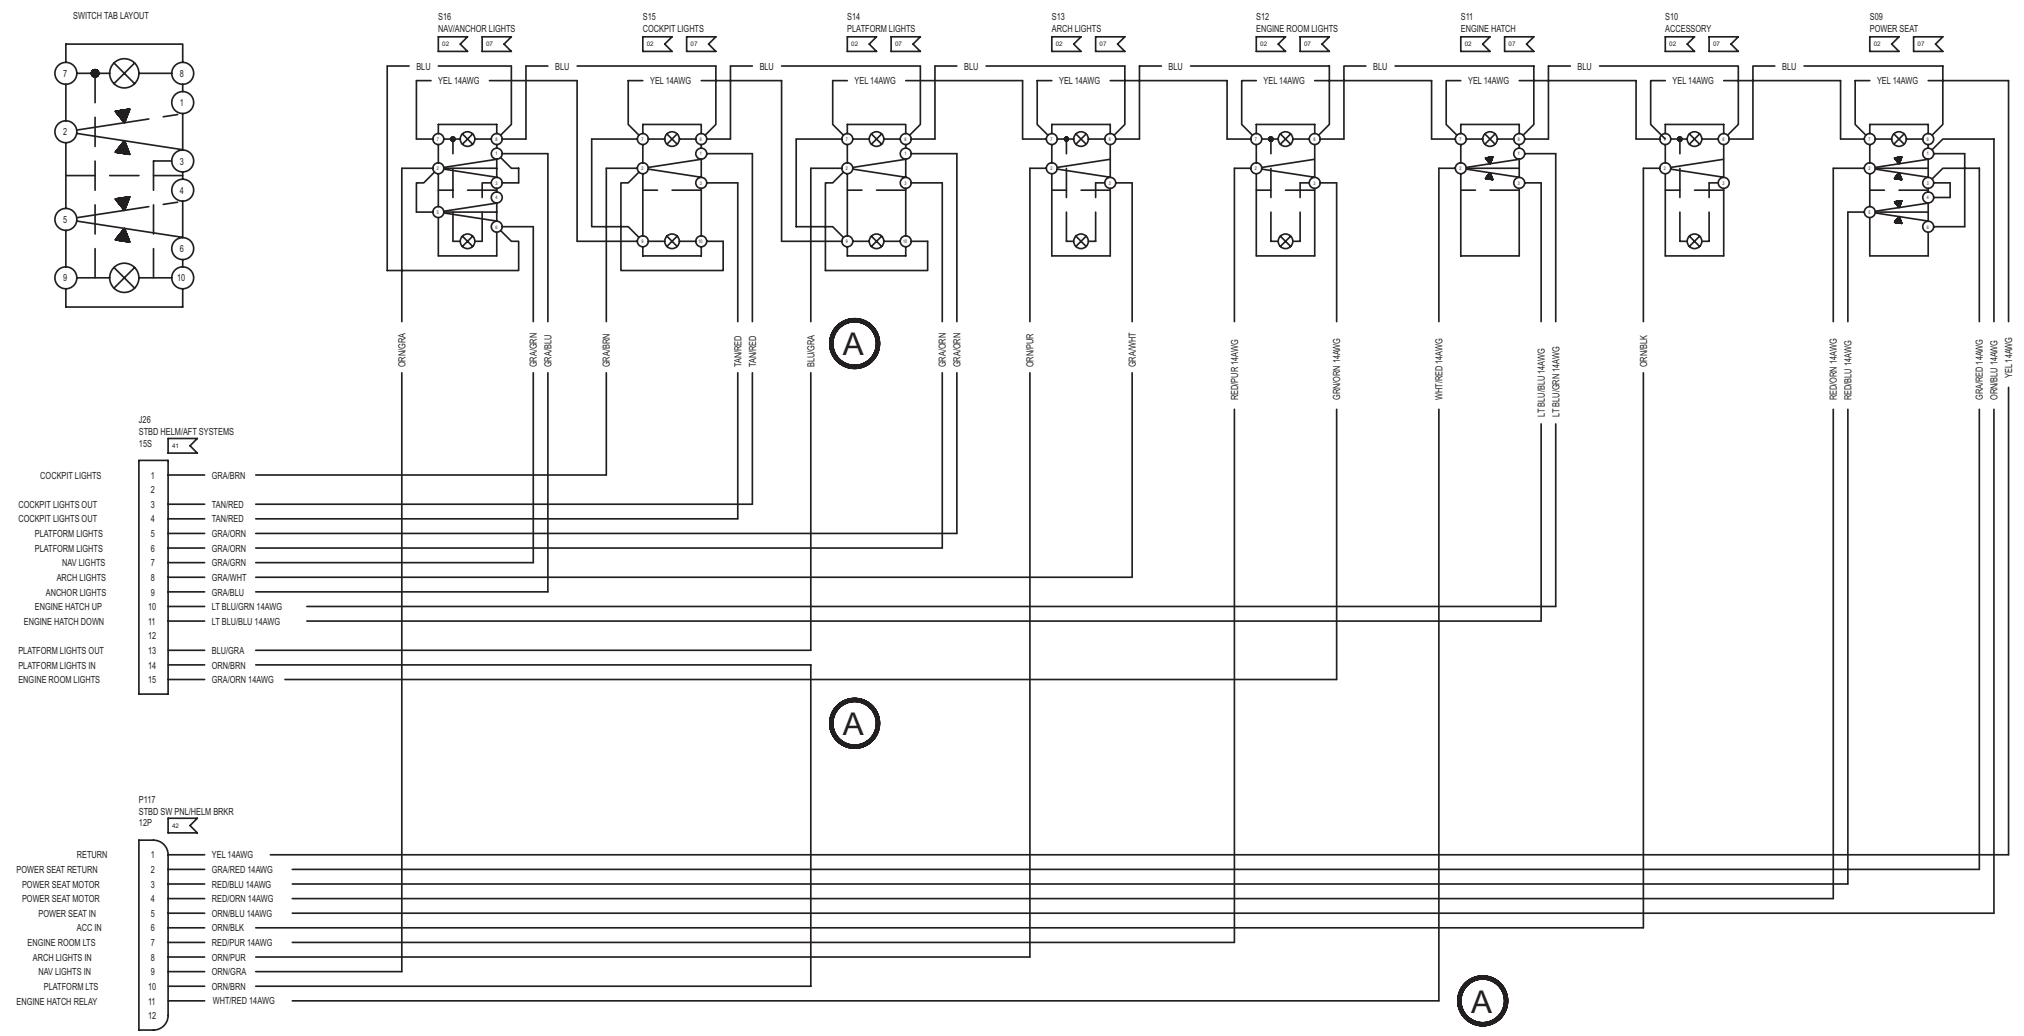 SWITCH TAB LAYOUT
7
8
1
2
3
4
5
6
9
10
S16
NAV/ANCHOR LIGHTS
02 07
S15
COCKPIT LIGHTS
02 07
S14
PLATFORM LIGHTS
02 07
S13
ARCH LIGHTS
02 07
S12
ENGINE ROOM LIGHTS
02 07
S11
ENGINE HATCH
02 07
S10
ACCESSORY
02 07
S09
POWER SEAT
02 07
BLU BLU BLU BLU BLU BLU BLU BLU
YEL 14AWG YEL 14AWG YEL 14AWG YEL 14AWG YEL 14AWG YEL 14AWG YEL 14AWG YEL 14AWG
ORN/GRA
GRA/GRN
GRA/BLU
GRA/BRN
TAN/RED
TAN/RED
BLU/GRA
A
GRA/ORN
GRA/ORN
ORN/PUR
GRA/WHT
RED/PUR 14AWG
GRN/ORN 14AWG
WHT/RED 14AWG
LT BLU/BLU 14AWG
LT BLU/GRN 14AWG
ORN/BLK
RED/ORN 14AWG
RED/BLU 14AWG
GRA/RED 14AWG
ORN/BLU 14AWG
YEL 14AWG
J26
STBD HELM/AFT SYSTEMS
15S
41
COCKPIT LIGHTS 1 GRA/BRN
2
COCKPIT LIGHTS OUT 3 TAN/RED
COCKPIT LIGHTS OUT 4 TAN/RED
PLATFORM LIGHTS 5 GRA/ORN
PLATFORM LIGHTS 6 GRA/ORN
NAV LIGHTS 7 GRA/GRN
ARCH LIGHTS 8 GRA/WHT
ANCHOR LIGHTS 9 GRA/BLU
ENGINE HATCH UP 10 LT BLU/GRN 14AWG
ENGINE HATCH DOWN 11 LT BLU/BLU 14AWG
12
PLATFORM LIGHTS OUT 13 BLU/GRA
PLATFORM LIGHTS IN 14 ORN/BRN
ENGINE ROOM LIGHTS 15 GRA/ORN 14AWG
A
P117
STBD SW PNL/HELM BRKR
12P
42
RETURN 1 YEL 14AWG
POWER SEAT RETURN 2 GRA/RED 14AWG
POWER SEAT MOTOR 3 RED/BLU 14AWG
POWER SEAT MOTOR 4 RED/ORN 14AWG
POWER SEAT IN 5 ORN/BLU 14AWG
ACC IN 6 ORN/BLK
ENGINE ROOM LTS 7 RED/PUR 14AWG
ARCH LIGHTS IN 8 ORN/PUR
NAV LIGHTS IN 9 ORN/GRA
PLATFORM LTS 10 ORN/BRN
ENGINE HATCH RELAY 11 WHT/RED 14AWG
12
A